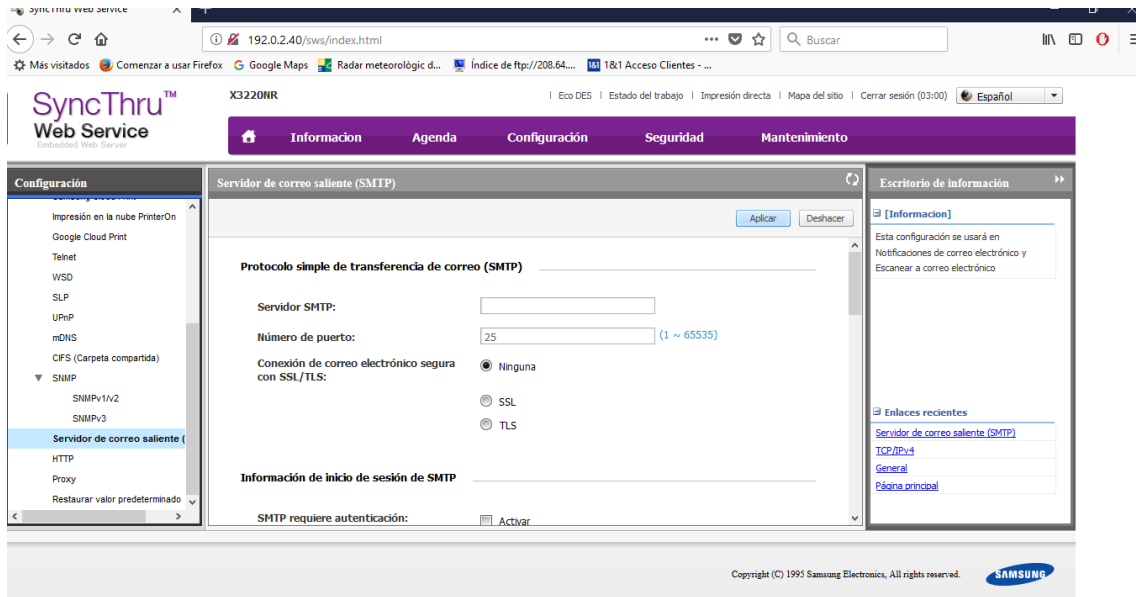 SyncThru Web Service
192.0.2.40/sws/index.html
Buscar
Más visitados
Comenzar a usar Firefox
Google Maps
Radar meteorològic d...
Índice de ftp://208.64....
1&1 Acceso Clientes - ...
SyncThru™
Web Service
Embedded Web Server
X3220NR
Eco DES | Estado del trabajo | Impresión directa | Mapa del sitio | Cerrar sesión (03:00)
Español
Informacion
Agenda
Configuración
Seguridad
Mantenimiento
Configuración
Impresión en la nube PrinterOn
Google Cloud Print
Telnet
WSD
SLP
UPnP
mDNS
CIFS (Carpeta compartida)
SNMP
SNMPv1/v2
SNMPv3
Servidor de correo saliente (
HTTP
Proxy
Restaurar valor predeterminado
Servidor de correo saliente (SMTP)
Aplicar
Deshacer
Protocolo simple de transferencia de correo (SMTP)
Servidor SMTP:
Número de puerto:
25
(1 ~ 65535)
Conexión de correo electrónico segura
con SSL/TLS:
Ninguna
SSL
TLS
Información de inicio de sesión de SMTP
SMTP requiere autenticación:
Activar
Escritorio de información
[Informacion]
Esta configuración se usará en
Notificaciones de correo electrónico y
Escanear a correo electrónico
Enlaces recientes
Servidor de correo saliente (SMTP)
TCP/IPv4
General
Página principal
Copyright (C) 1995 Samsung Electronics, All rights reserved.
SAMSUNG